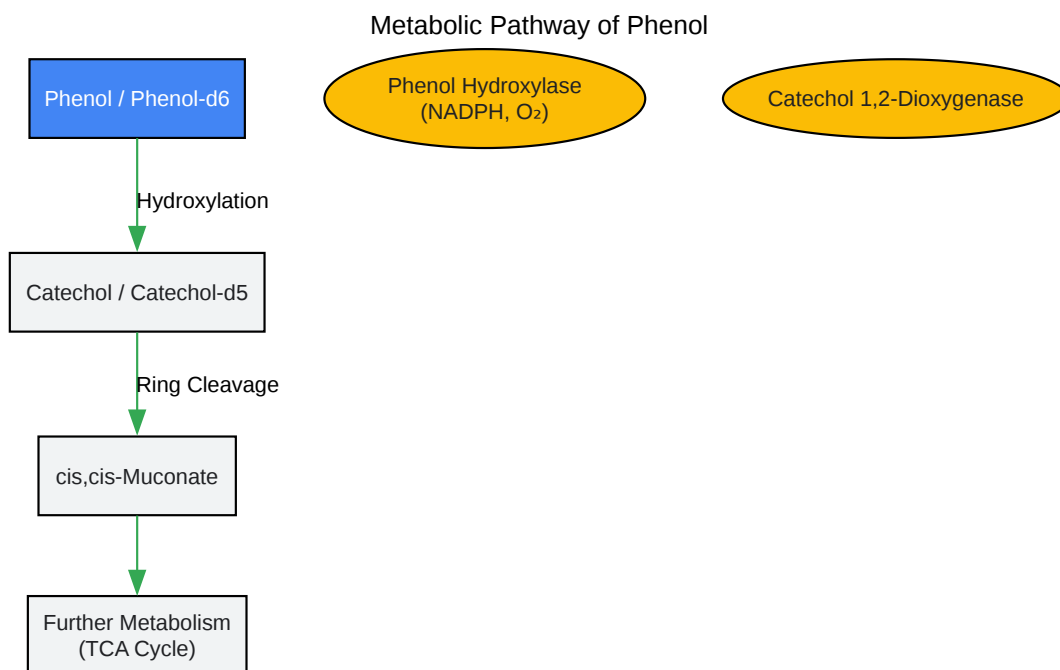 Metabolic Pathway of Phenol
Phenol / Phenol-d6
Phenol Hydroxylase
(NADPH, O₂)
Catechol 1,2-Dioxygenase
Hydroxylation
Catechol / Catechol-d5
Ring Cleavage
cis,cis-Muconate
Further Metabolism
(TCA Cycle)